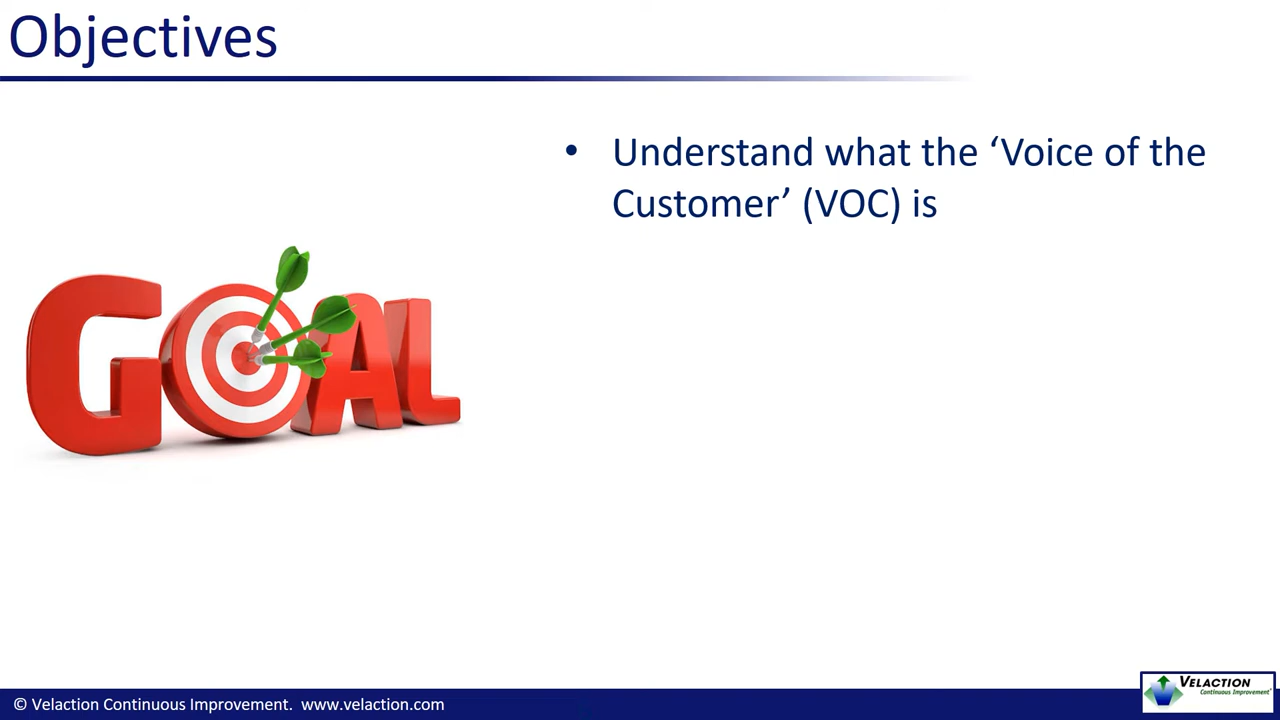 Objectives
• Understand what the ‘Voice of the
Customer’ (VOC) is
GOAL
© Velaction Continuous Improvement. www.velaction.com
VELACTION
Continuous Improvement